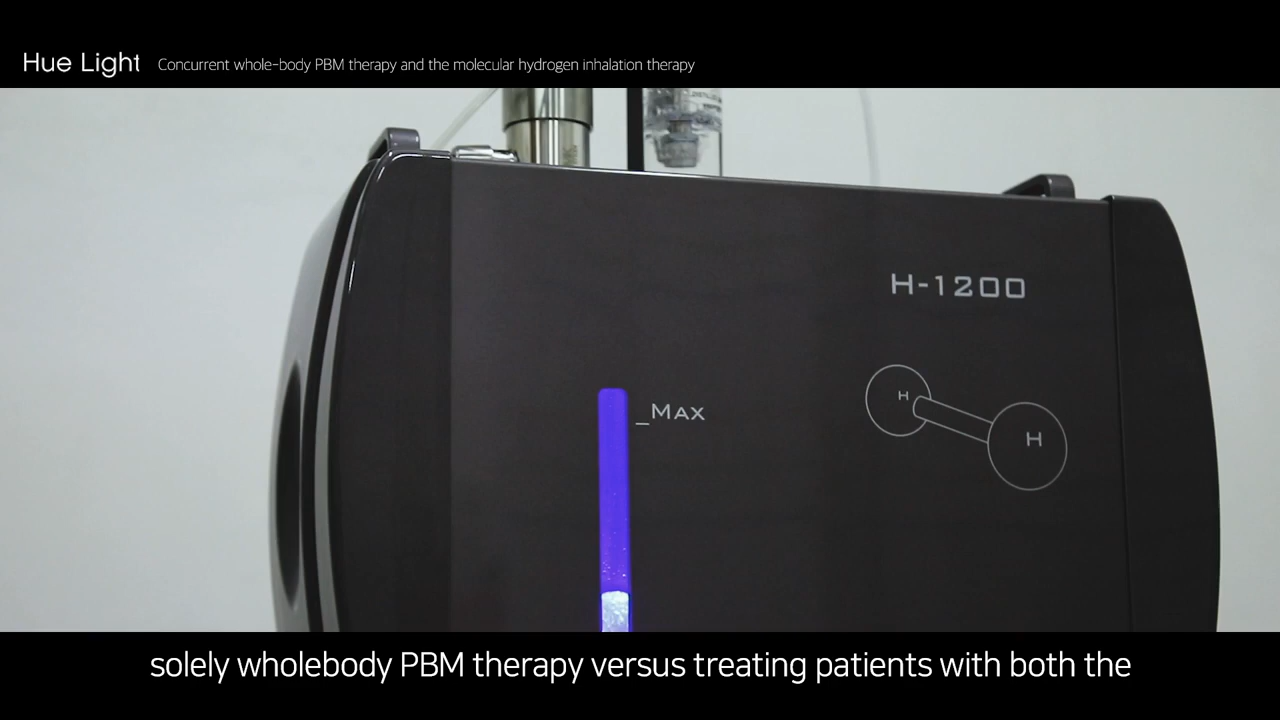 Hue Light Concurrent whole-body PBM therapy and the molecular hydrogen inhalation therapy
H-1200
H
_MAX
H
solely wholebody PBM therapy versus treating patients with both the